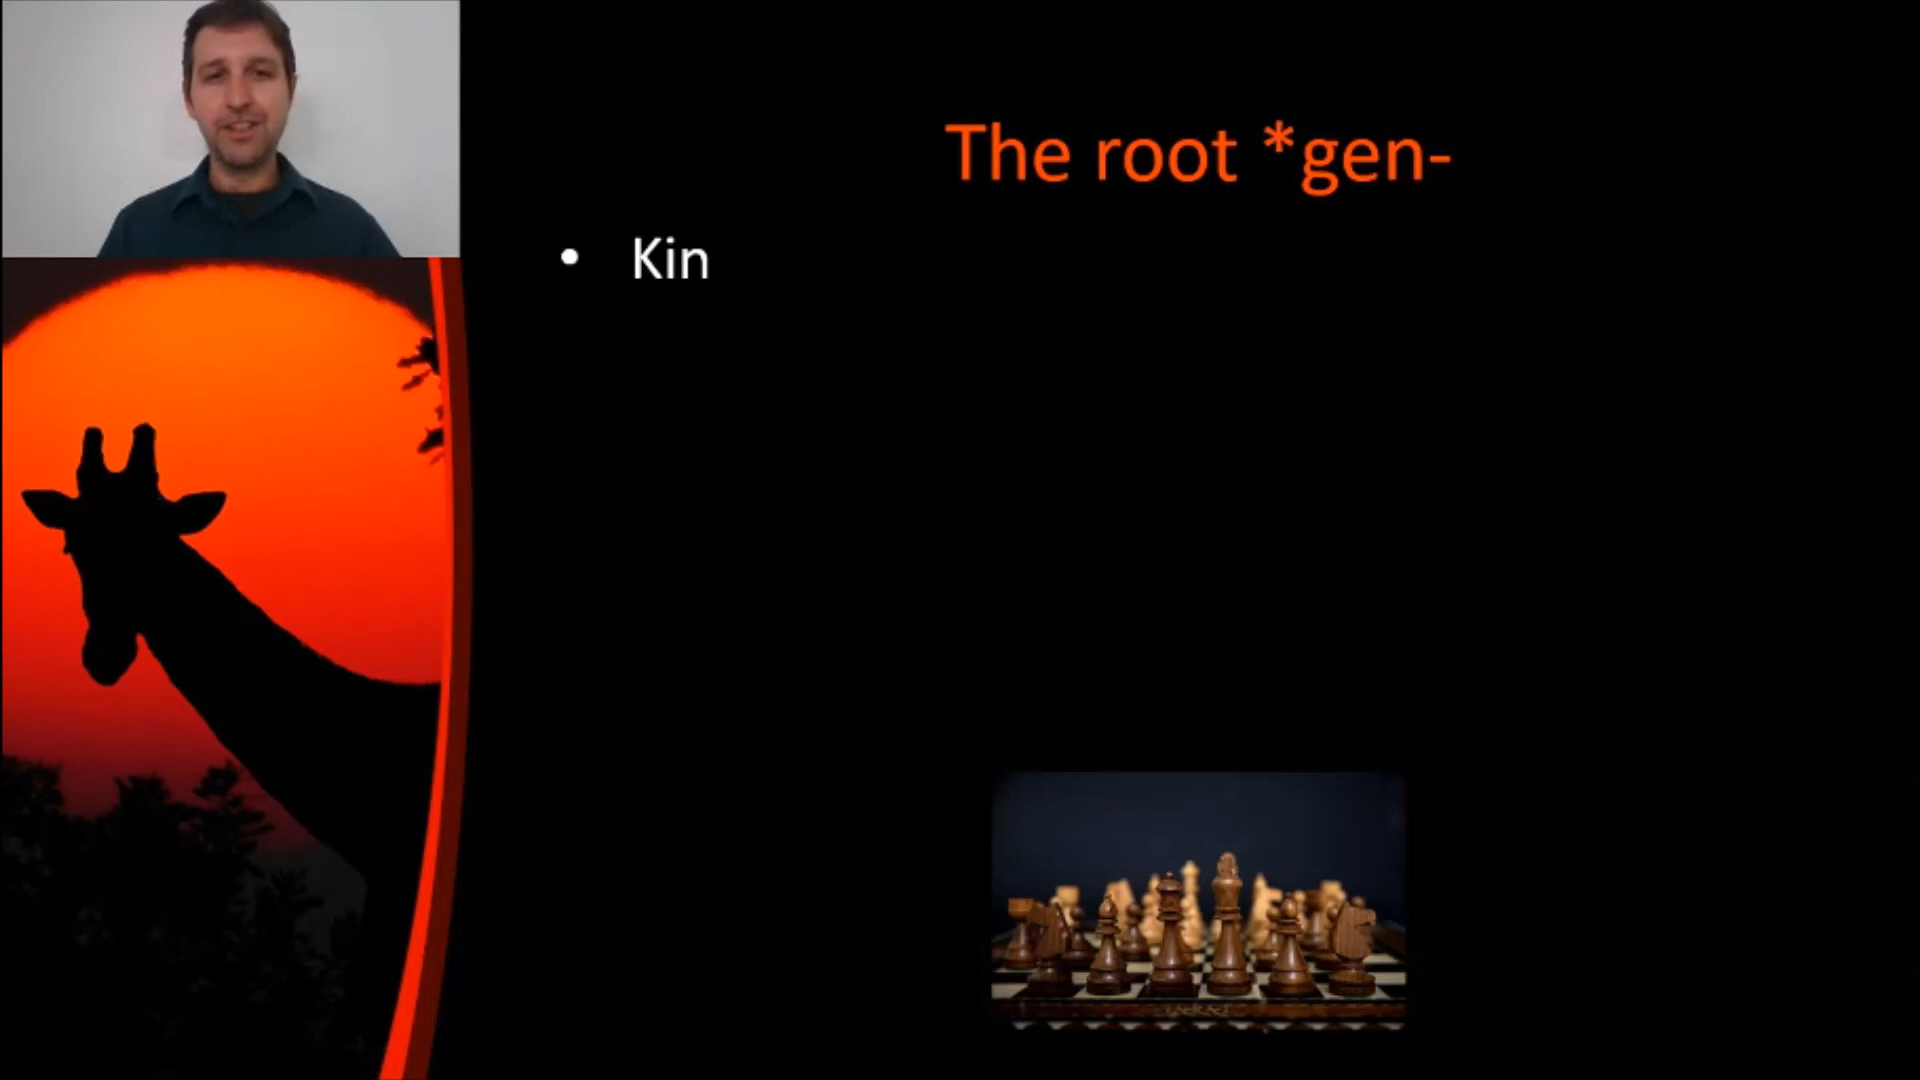 The root *gen-
• Kin